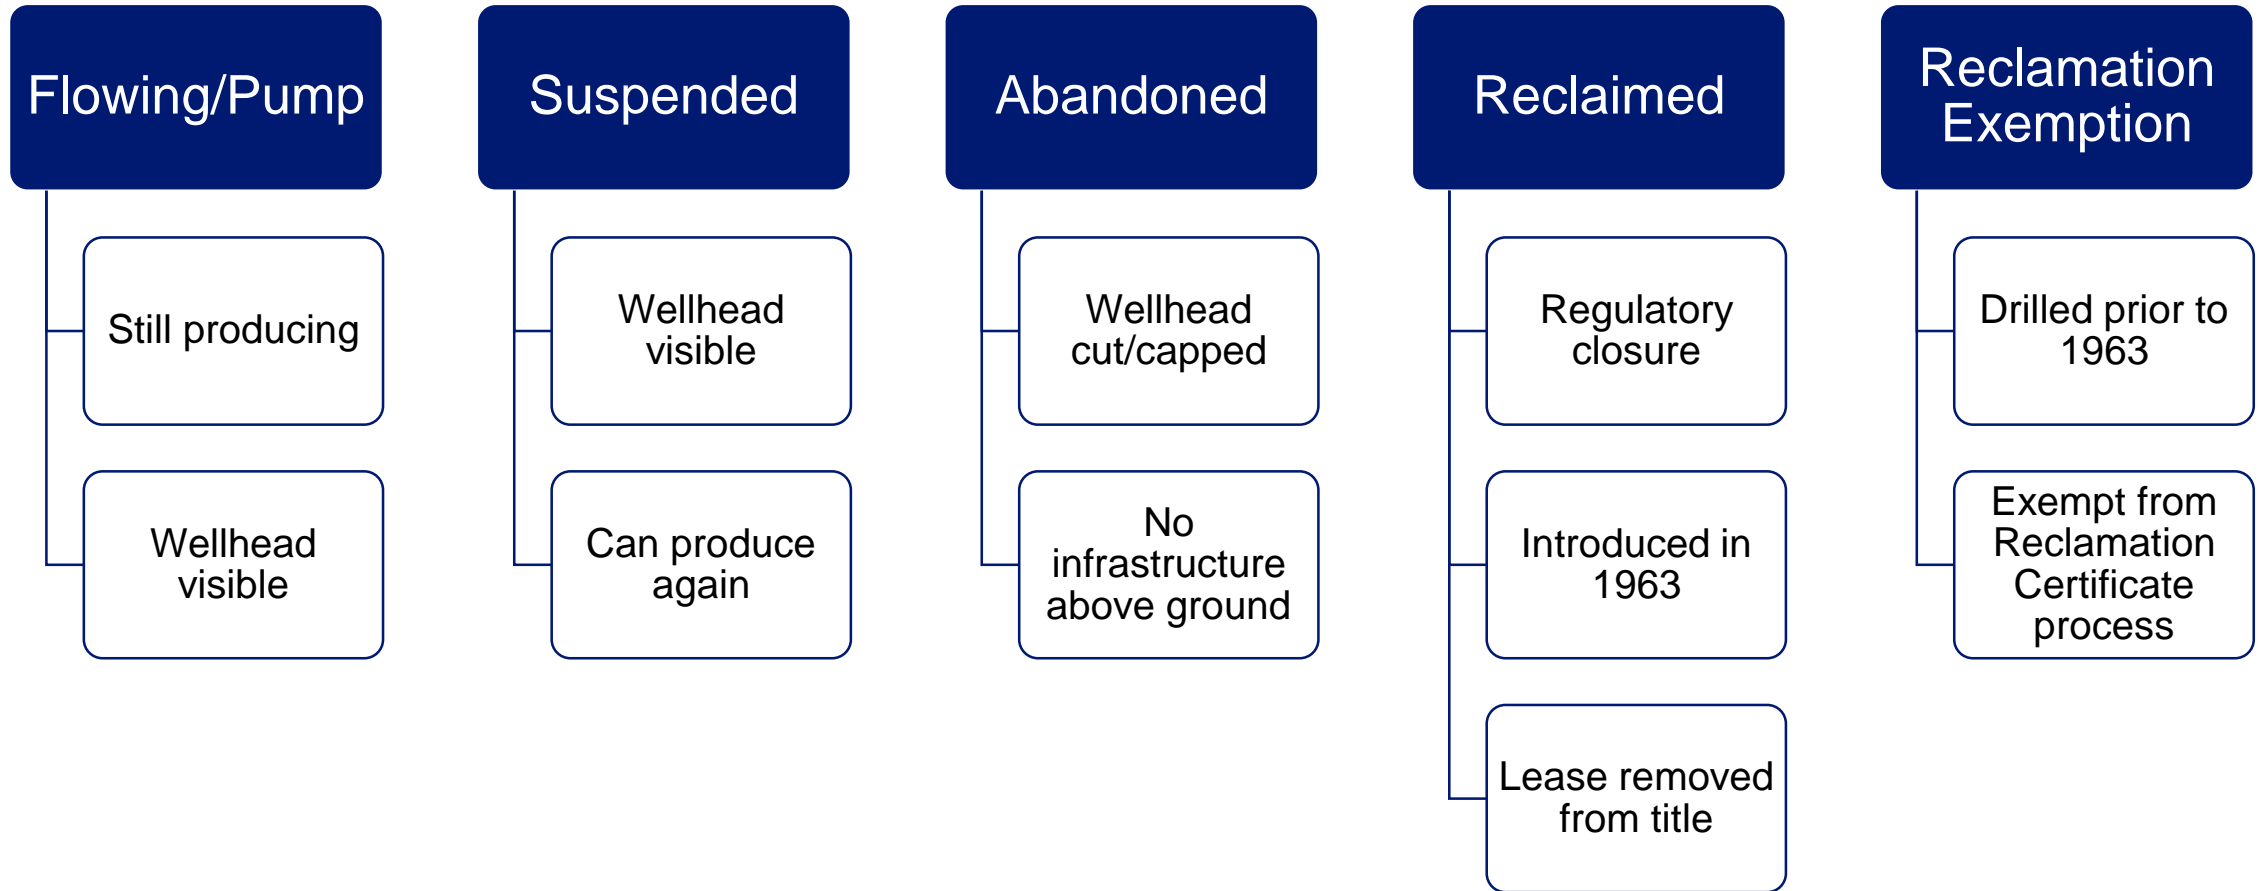 Flowing/Pump
Still producing
Wellhead
visible
Suspended
Wellhead
visible
Can produce
again
Abandoned
Wellhead
cut/capped
No
infrastructure
above ground
Reclaimed
Regulatory
closure
Introduced in
1963
Lease removed
from title
Reclamation
Exemption
Drilled prior to
1963
Exempt from
Reclamation
Certificate
process